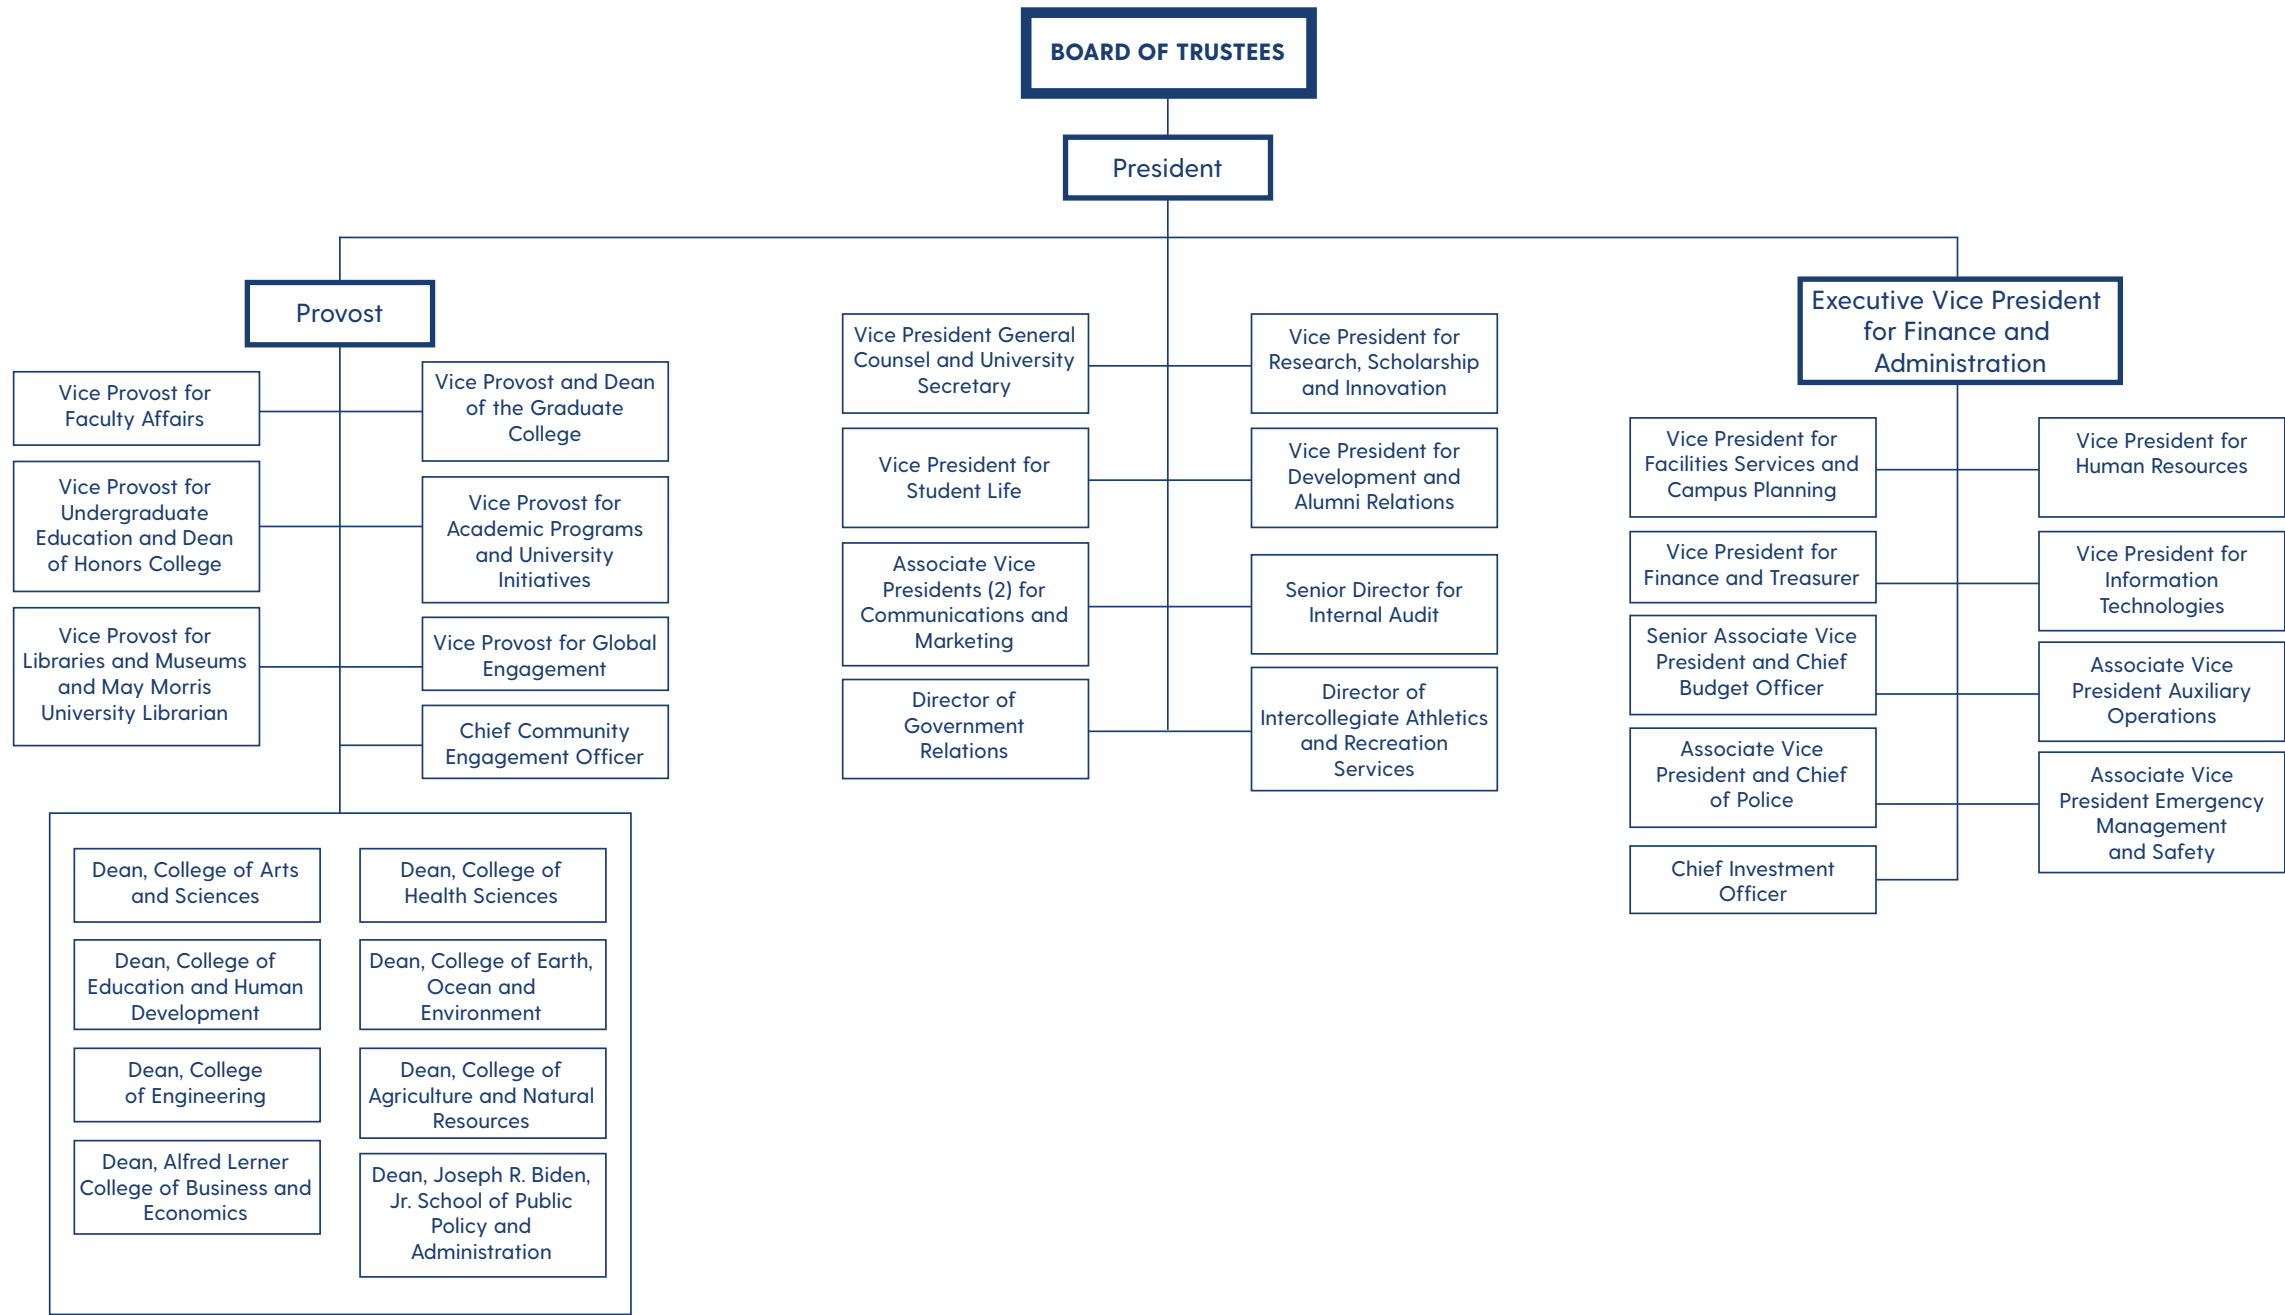 BOARD OF TRUSTEES
President
Provost
Vice Provost for
Faculty Affairs
Vice Provost and Dean
of the Graduate
College
Vice Provost for
Undergraduate
Education and Dean
of Honors College
Vice Provost for
Academic Programs
and University
Initiatives
Vice Provost for
Libraries and Museums
and May Morris
University Librarian
Vice Provost for Global
Engagement
Chief Community
Engagement Officer
Dean, College of Arts
and Sciences
Dean, College of
Health Sciences
Dean, College of
Education and Human
Development
Dean, College of Earth,
Ocean and
Environment
Dean, College
of Engineering
Dean, College of
Agriculture and Natural
Resources
Dean, Alfred Lerner
College of Business and
Economics
Dean, Joseph R. Biden,
Jr. School of Public
Policy and
Administration
Vice President General
Counsel and University
Secretary
Vice President for
Research, Scholarship
and Innovation
Vice President for
Student Life
Vice President for
Development and
Alumni Relations
Associate Vice
Presidents (2) for
Communications and
Marketing
Senior Director for
Internal Audit
Director of
Government
Relations
Director of
Intercollegiate Athletics
and Recreation
Services
Executive Vice President
for Finance and
Administration
Vice President for
Facilities Services and
Campus Planning
Vice President for
Human Resources
Vice President for
Finance and Treasurer
Vice President for
Information
Technologies
Senior Associate Vice
President and Chief
Budget Officer
Associate Vice
President Auxiliary
Operations
Associate Vice
President and Chief
of Police
Associate Vice
President Emergency
Management
and Safety
Chief Investment
Officer